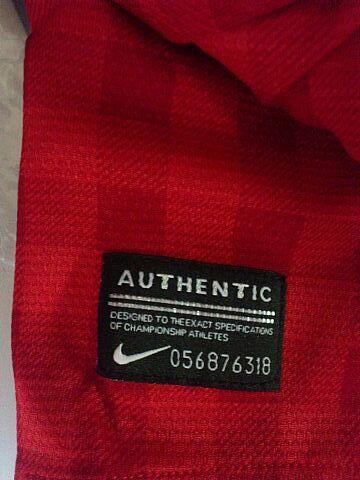 AUTHENTIC
DESIGNED TO THE EXACT SPECIFICATIONS
OF CHAMPIONSHIP ATHLETES
056876318